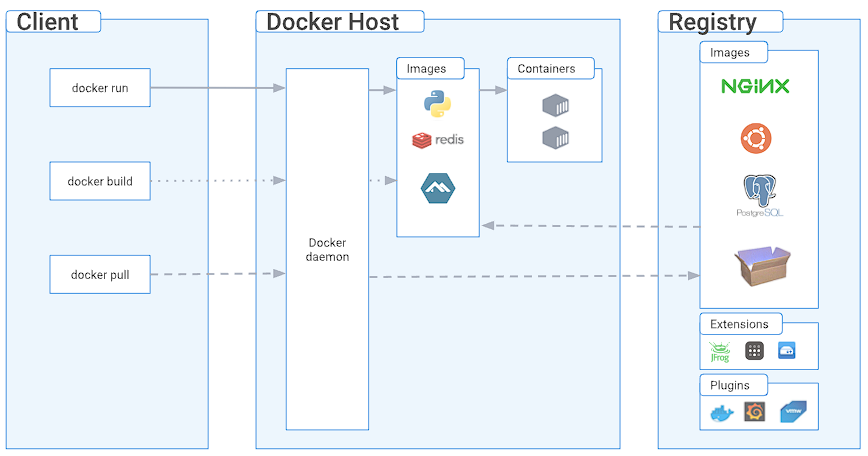 Client
docker run
docker build
docker pull
Docker Host
Docker
daemon
Images
redis
Containers
Registry
Images
NGINX
PostgreSQL
Extensions
JFrog
Plugins
vmw